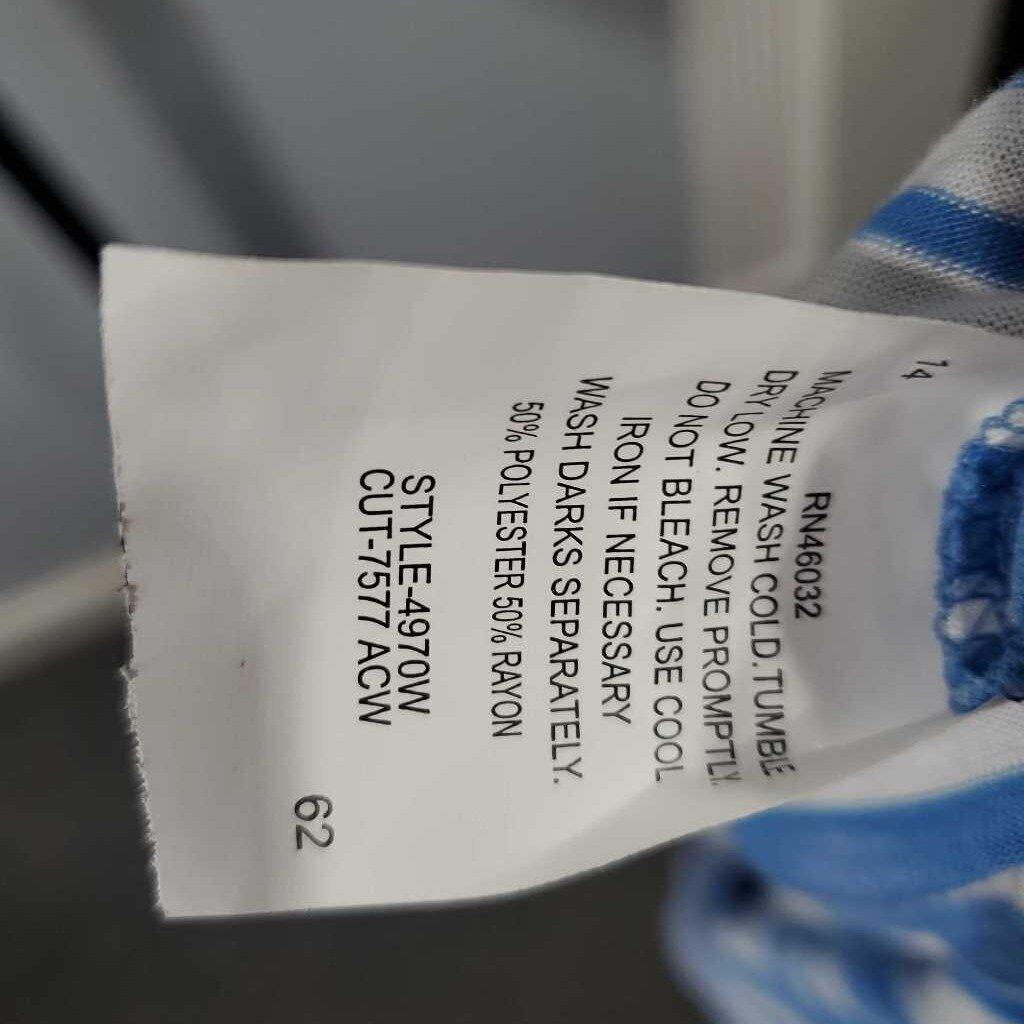 14
RN46032
MACHINE WASH COLD. TUMBLE
DRY LOW. REMOVE PROMPTLY.
DO NOT BLEACH. USE COOL
IRON IF NECESSARY
WASH DARKS SEPARATELY.
50% POLYESTER 50% RAYON
STYLE-4970W
CUT-7577 ACW
62